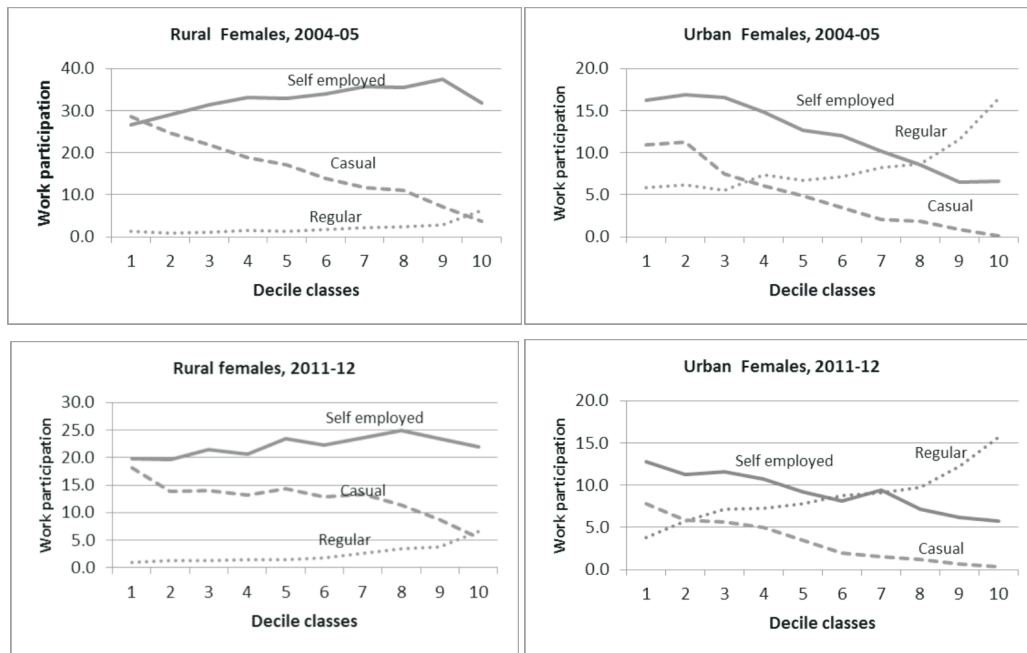 Rural  Females, 2004-05
Work participation
40.0
30.0
20.0
10.0
0.0
Self employed
Casual
Regular
1 2 3 4 5 6 7 8 9 10
Decile classes
Urban  Females, 2004-05
Work participation
20.0
15.0
10.0
5.0
0.0
Self employed
Regular
Casual
1 2 3 4 5 6 7 8 9 10
Decile classes
Rural females, 2011-12
Work participation
30.0
25.0
20.0
15.0
10.0
5.0
0.0
Self employed
Casual
Regular
1 2 3 4 5 6 7 8 9 10
Decile classes
Urban  Females, 2011-12
Work participation
20.0
15.0
10.0
5.0
0.0
Regular
Self employed
Casual
1 2 3 4 5 6 7 8 9 10
Decile classes